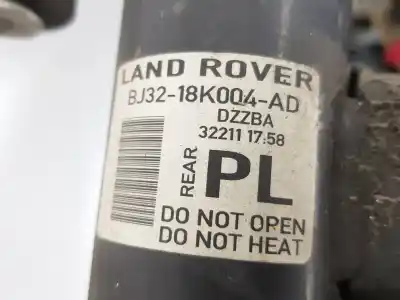 LAND ROVER
BJ32-18K004-AD
DZZBA
32211 17:58
REAR PL
DO NOT OPEN
DO NOT HEAT